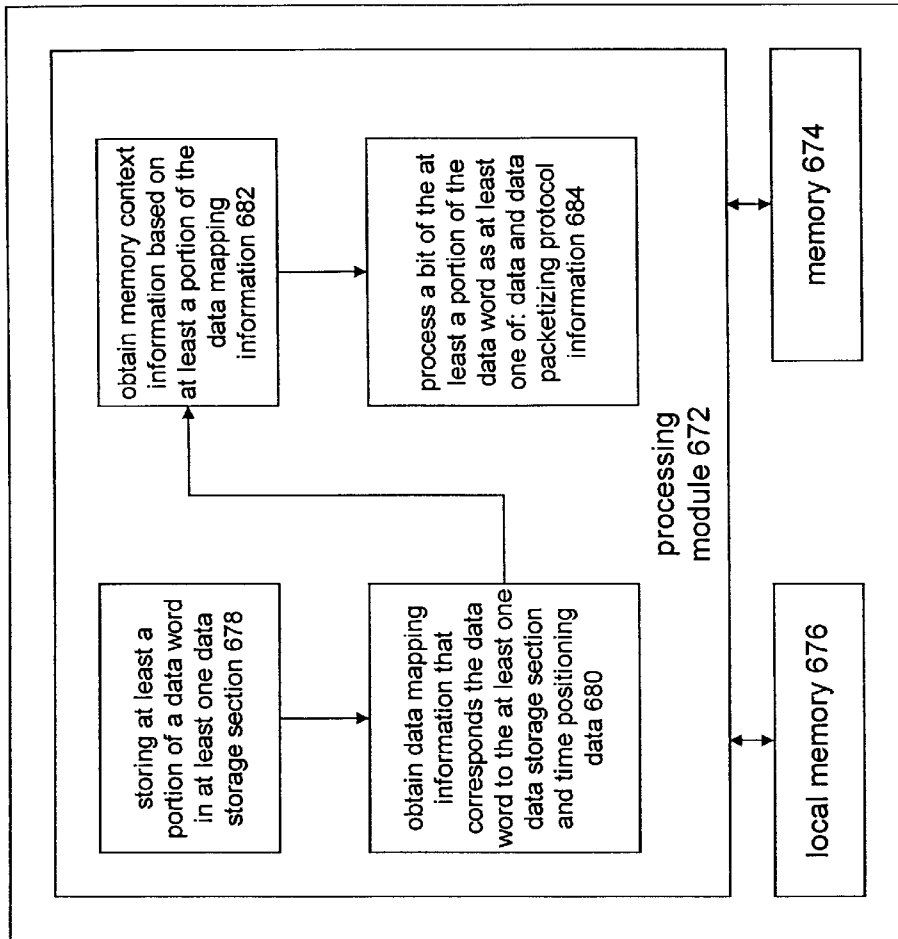 storing at least a
portion of a data word
in at least one data
storage section 678
obtain data mapping
information that
corresponds the data
word to the at least one
data storage section
and time positioning
data 680
obtain memory context
information based on
at least a portion of the
data mapping
information 682
process a bit of the at
least a portion of the
data word as at least
one of: data and data
packetizing protocol
information 684
processing
module 672
local memory 676
memory 674